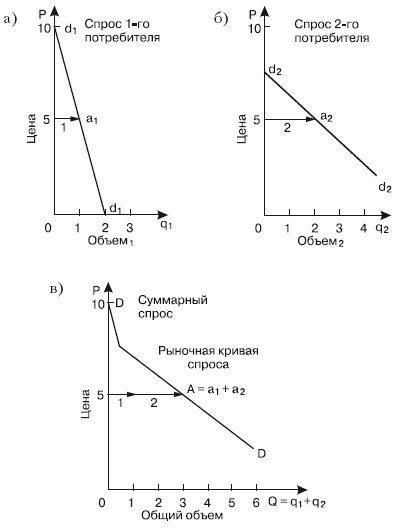 а)
P
10
d₁
Спрос 1-го
потребителя
Цена
5
1
a₁
d₁
0 1 2 3 q₁
Объем₁
б)
P
10
Спрос 2-го
потребителя
d₂
Цена
5
2
a₂
d₂
0 1 2 3 4 q₂
Объем₂
в)
P
10 D
Суммарный
спрос
Рыночная кривая
спроса
Цена
5
1 2
A = a₁ + a₂
D
0 1 2 3 4 5 6 Q = q₁+q₂
Общий объем